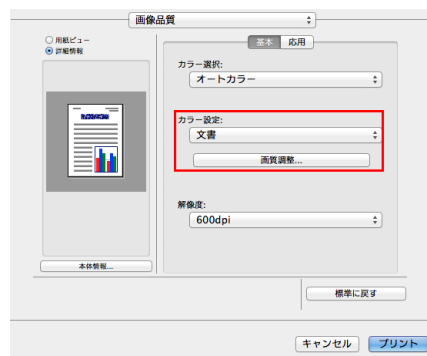 画像品質
用紙ビュー
詳細情報
基本 応用
カラー選択:
オートカラー
カラー設定:
文書
画質調整...
解像度:
600dpi
本体情報...
標準に戻す
キャンセル プリント